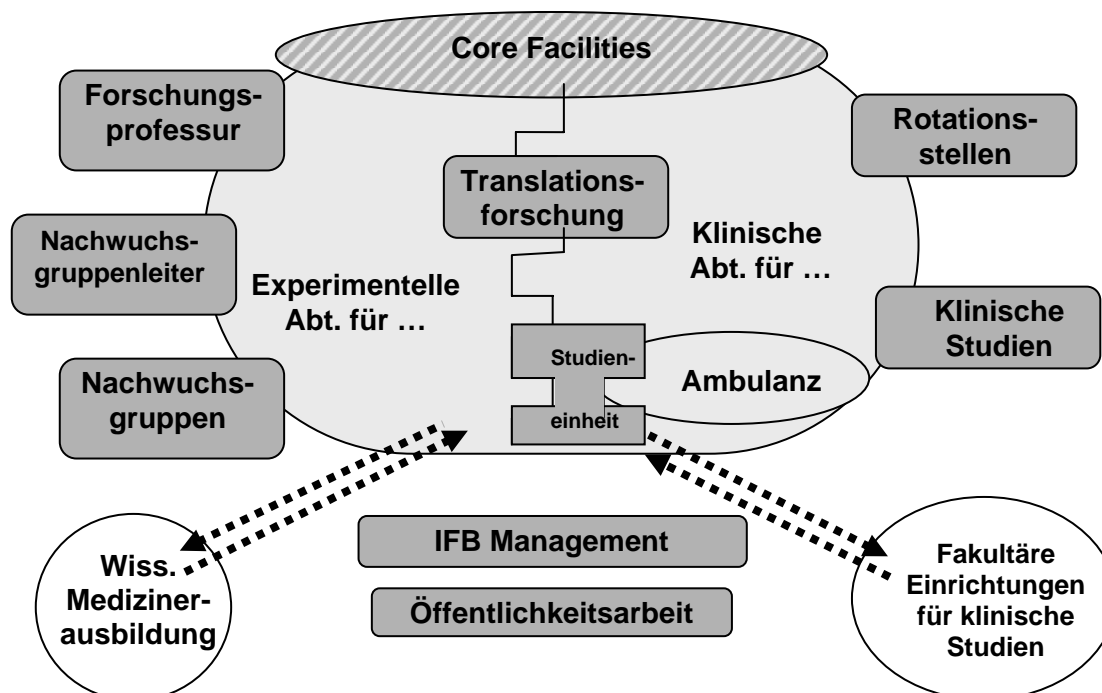 Core Facilities
Forschungs-
professur
Rotations-
stellen
Translations-
forschung
Nachwuchs-
gruppenleiter
Klinische
Abt. für …
Experimentelle
Abt. für …
Klinische
Studien
Studien-
einheit
Ambulanz
Nachwuchs-
gruppen
IFB Management
Öffentlichkeitsarbeit
Wiss.
Mediziner-
ausbildung
Fakultäre
Einrichtungen
für klinische
Studien